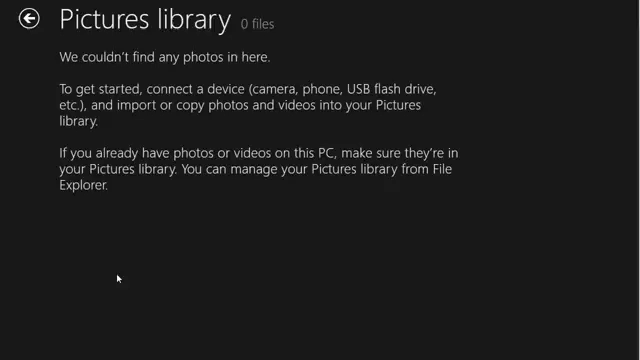 Pictures library 0 files
We couldn't find any photos in here.
To get started, connect a device (camera, phone, USB flash drive,
etc.), and import or copy photos and videos into your Pictures
library.
If you already have photos or videos on this PC, make sure they're in
your Pictures library. You can manage your Pictures library from File
Explorer.